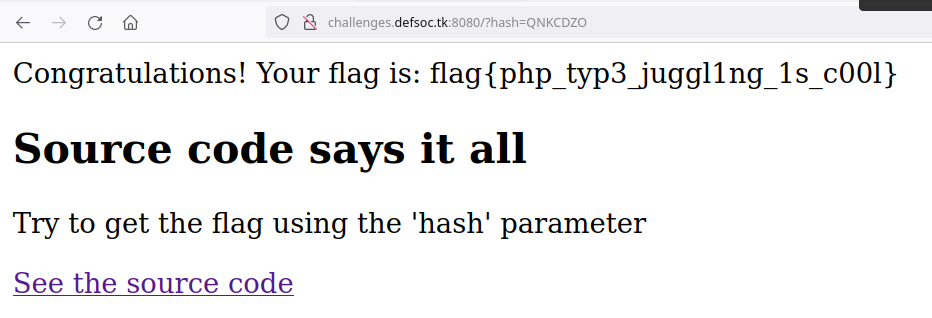 challenges.defsoc.tk:8080/?hash=QNKCDZO
Congratulations! Your flag is: flag{php_typ3_juggl1ng_1s_c00l}
Source code says it all
Try to get the flag using the 'hash' parameter
See the source code